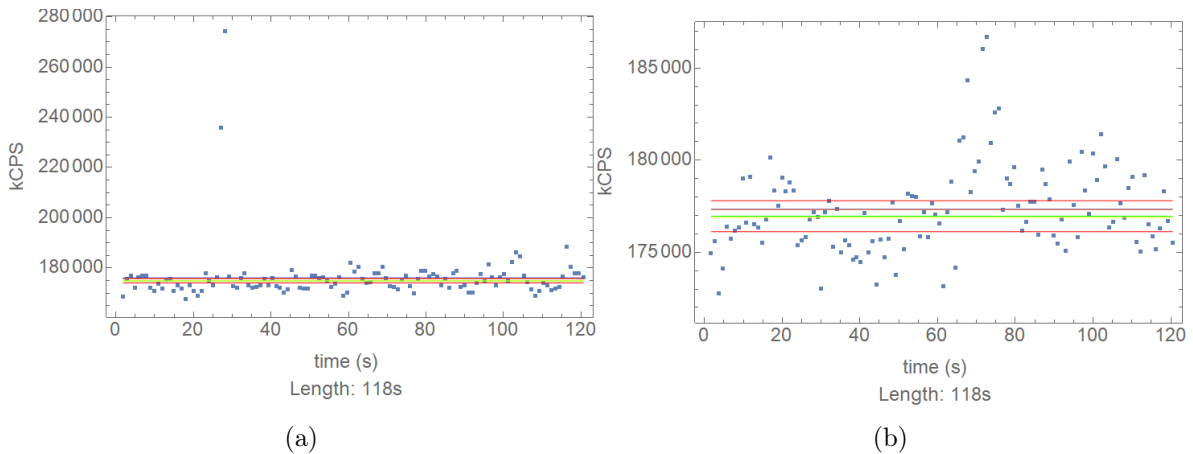 280 000
260 000
240 000
220 000
200 000
180 000
kCPS
0 20 40 60 80 100 120
time (s)
Length: 118s
(a)
185 000
180 000
175 000
kCPS
0 20 40 60 80 100 120
time (s)
Length: 118s
(b)